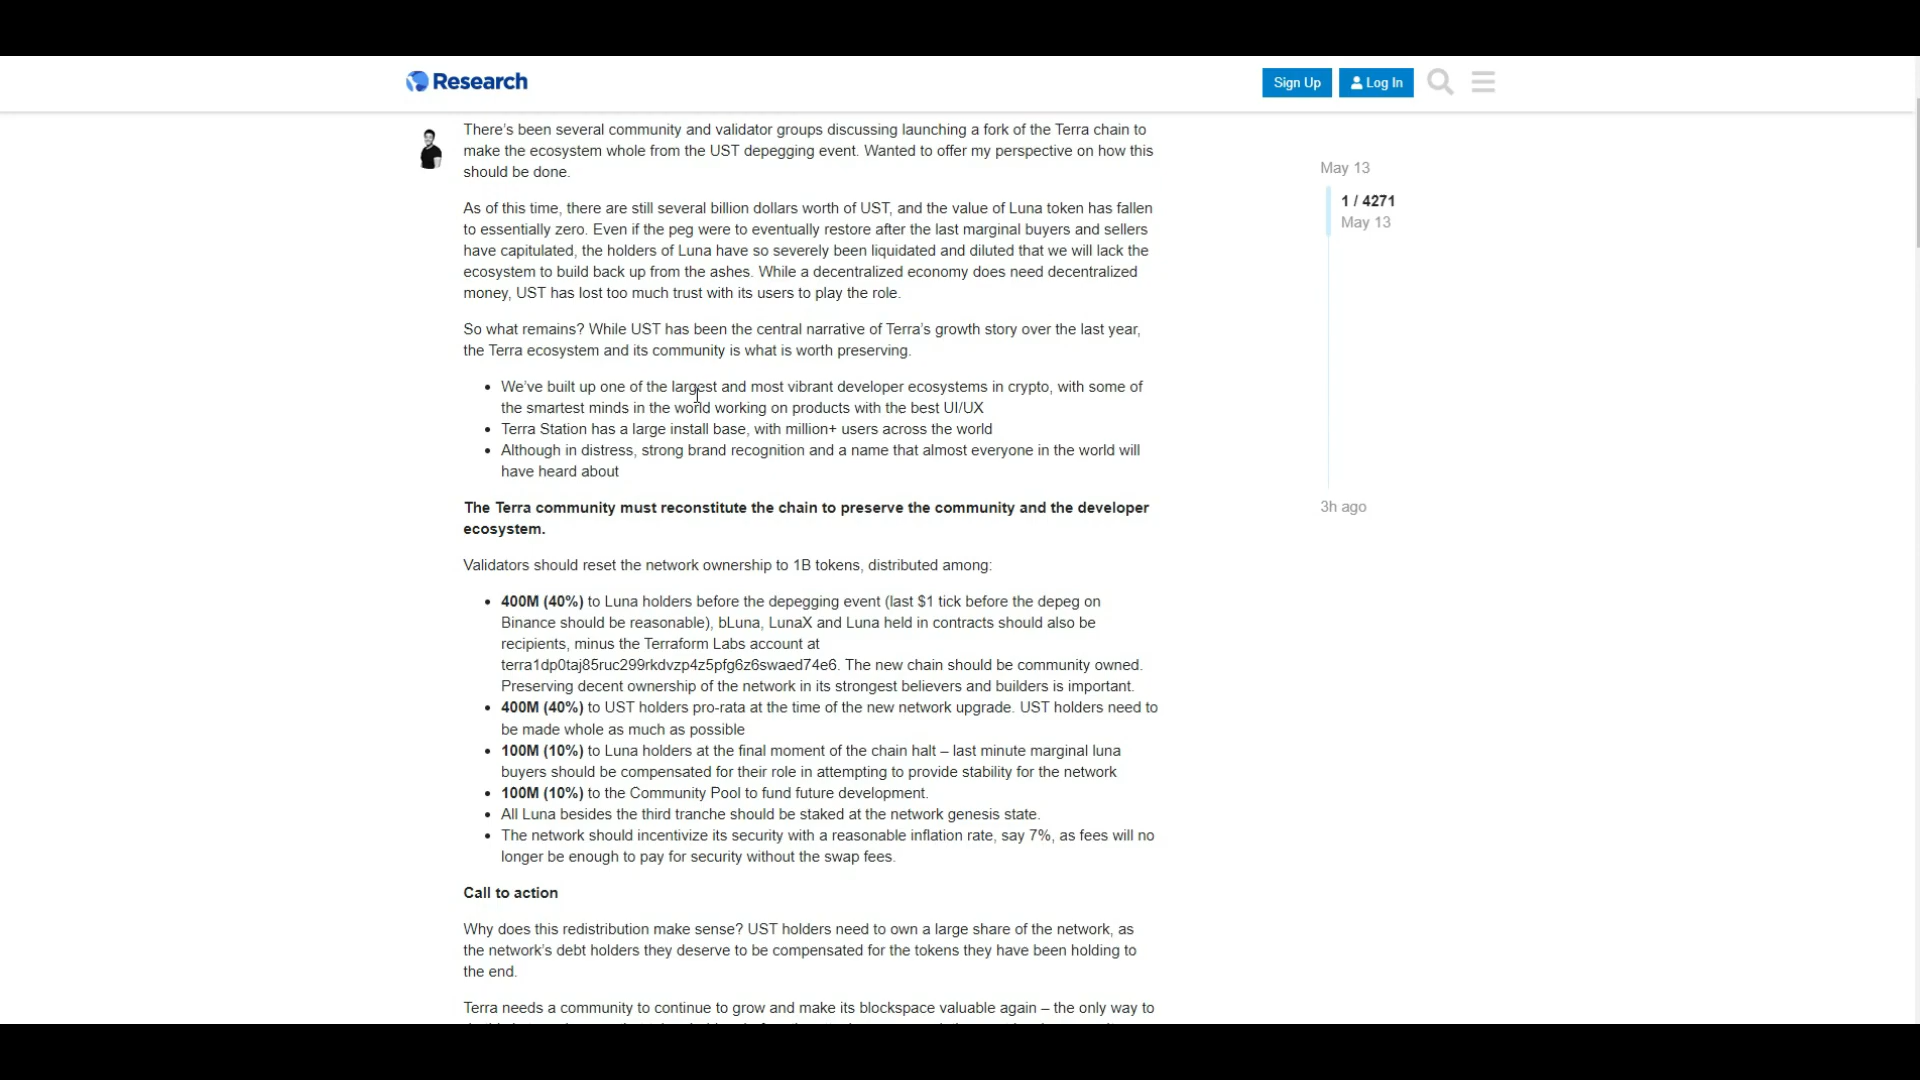 Research
Sign Up
Log In
There's been several community and validator groups discussing launching a fork of the Terra chain to
make the ecosystem whole from the UST depegging event. Wanted to offer my perspective on how this
should be done.
As of this time, there are still several billion dollars worth of UST, and the value of Luna token has fallen
to essentially zero. Even if the peg were to eventually restore after the last marginal buyers and sellers
have capitulated, the holders of Luna have so severely been liquidated and diluted that we will lack the
ecosystem to build back up from the ashes. While a decentralized economy does need decentralized
money, UST has lost too much trust with its users to play the role.
So what remains? While UST has been the central narrative of Terra's growth story over the last year,
the Terra ecosystem and its community is what is worth preserving.
• We've built up one of the largest and most vibrant developer ecosystems in crypto, with some of
the smartest minds in the world working on products with the best UI/UX
• Terra Station has a large install base, with million+ users across the world
• Although in distress, strong brand recognition and a name that almost everyone in the world will
have heard about
The Terra community must reconstitute the chain to preserve the community and the developer
ecosystem.
Validators should reset the network ownership to 1B tokens, distributed among:
• 400M (40%) to Luna holders before the depegging event (last $1 tick before the depeg on
Binance should be reasonable), bLuna, LunaX and Luna held in contracts should also be
recipients, minus the Terraform Labs account at
terra1dp0taj85ruc299rkdvzp4z5pfg6z6swaed74e6. The new chain should be community owned.
Preserving decent ownership of the network in its strongest believers and builders is important.
• 400M (40%) to UST holders pro-rata at the time of the new network upgrade. UST holders need to
be made whole as much as possible
• 100M (10%) to Luna holders at the final moment of the chain halt – last minute marginal luna
buyers should be compensated for their role in attempting to provide stability for the network
• 100M (10%) to the Community Pool to fund future development.
• All Luna besides the third tranche should be staked at the network genesis state.
• The network should incentivize its security with a reasonable inflation rate, say 7%, as fees will no
longer be enough to pay for security without the swap fees.
Call to action
Why does this redistribution make sense? UST holders need to own a large share of the network, as
the network's debt holders they deserve to be compensated for the tokens they have been holding to
the end.
Terra needs a community to continue to grow and make its blockspace valuable again – the only way to
May 13
1 / 4271
May 13
3h ago